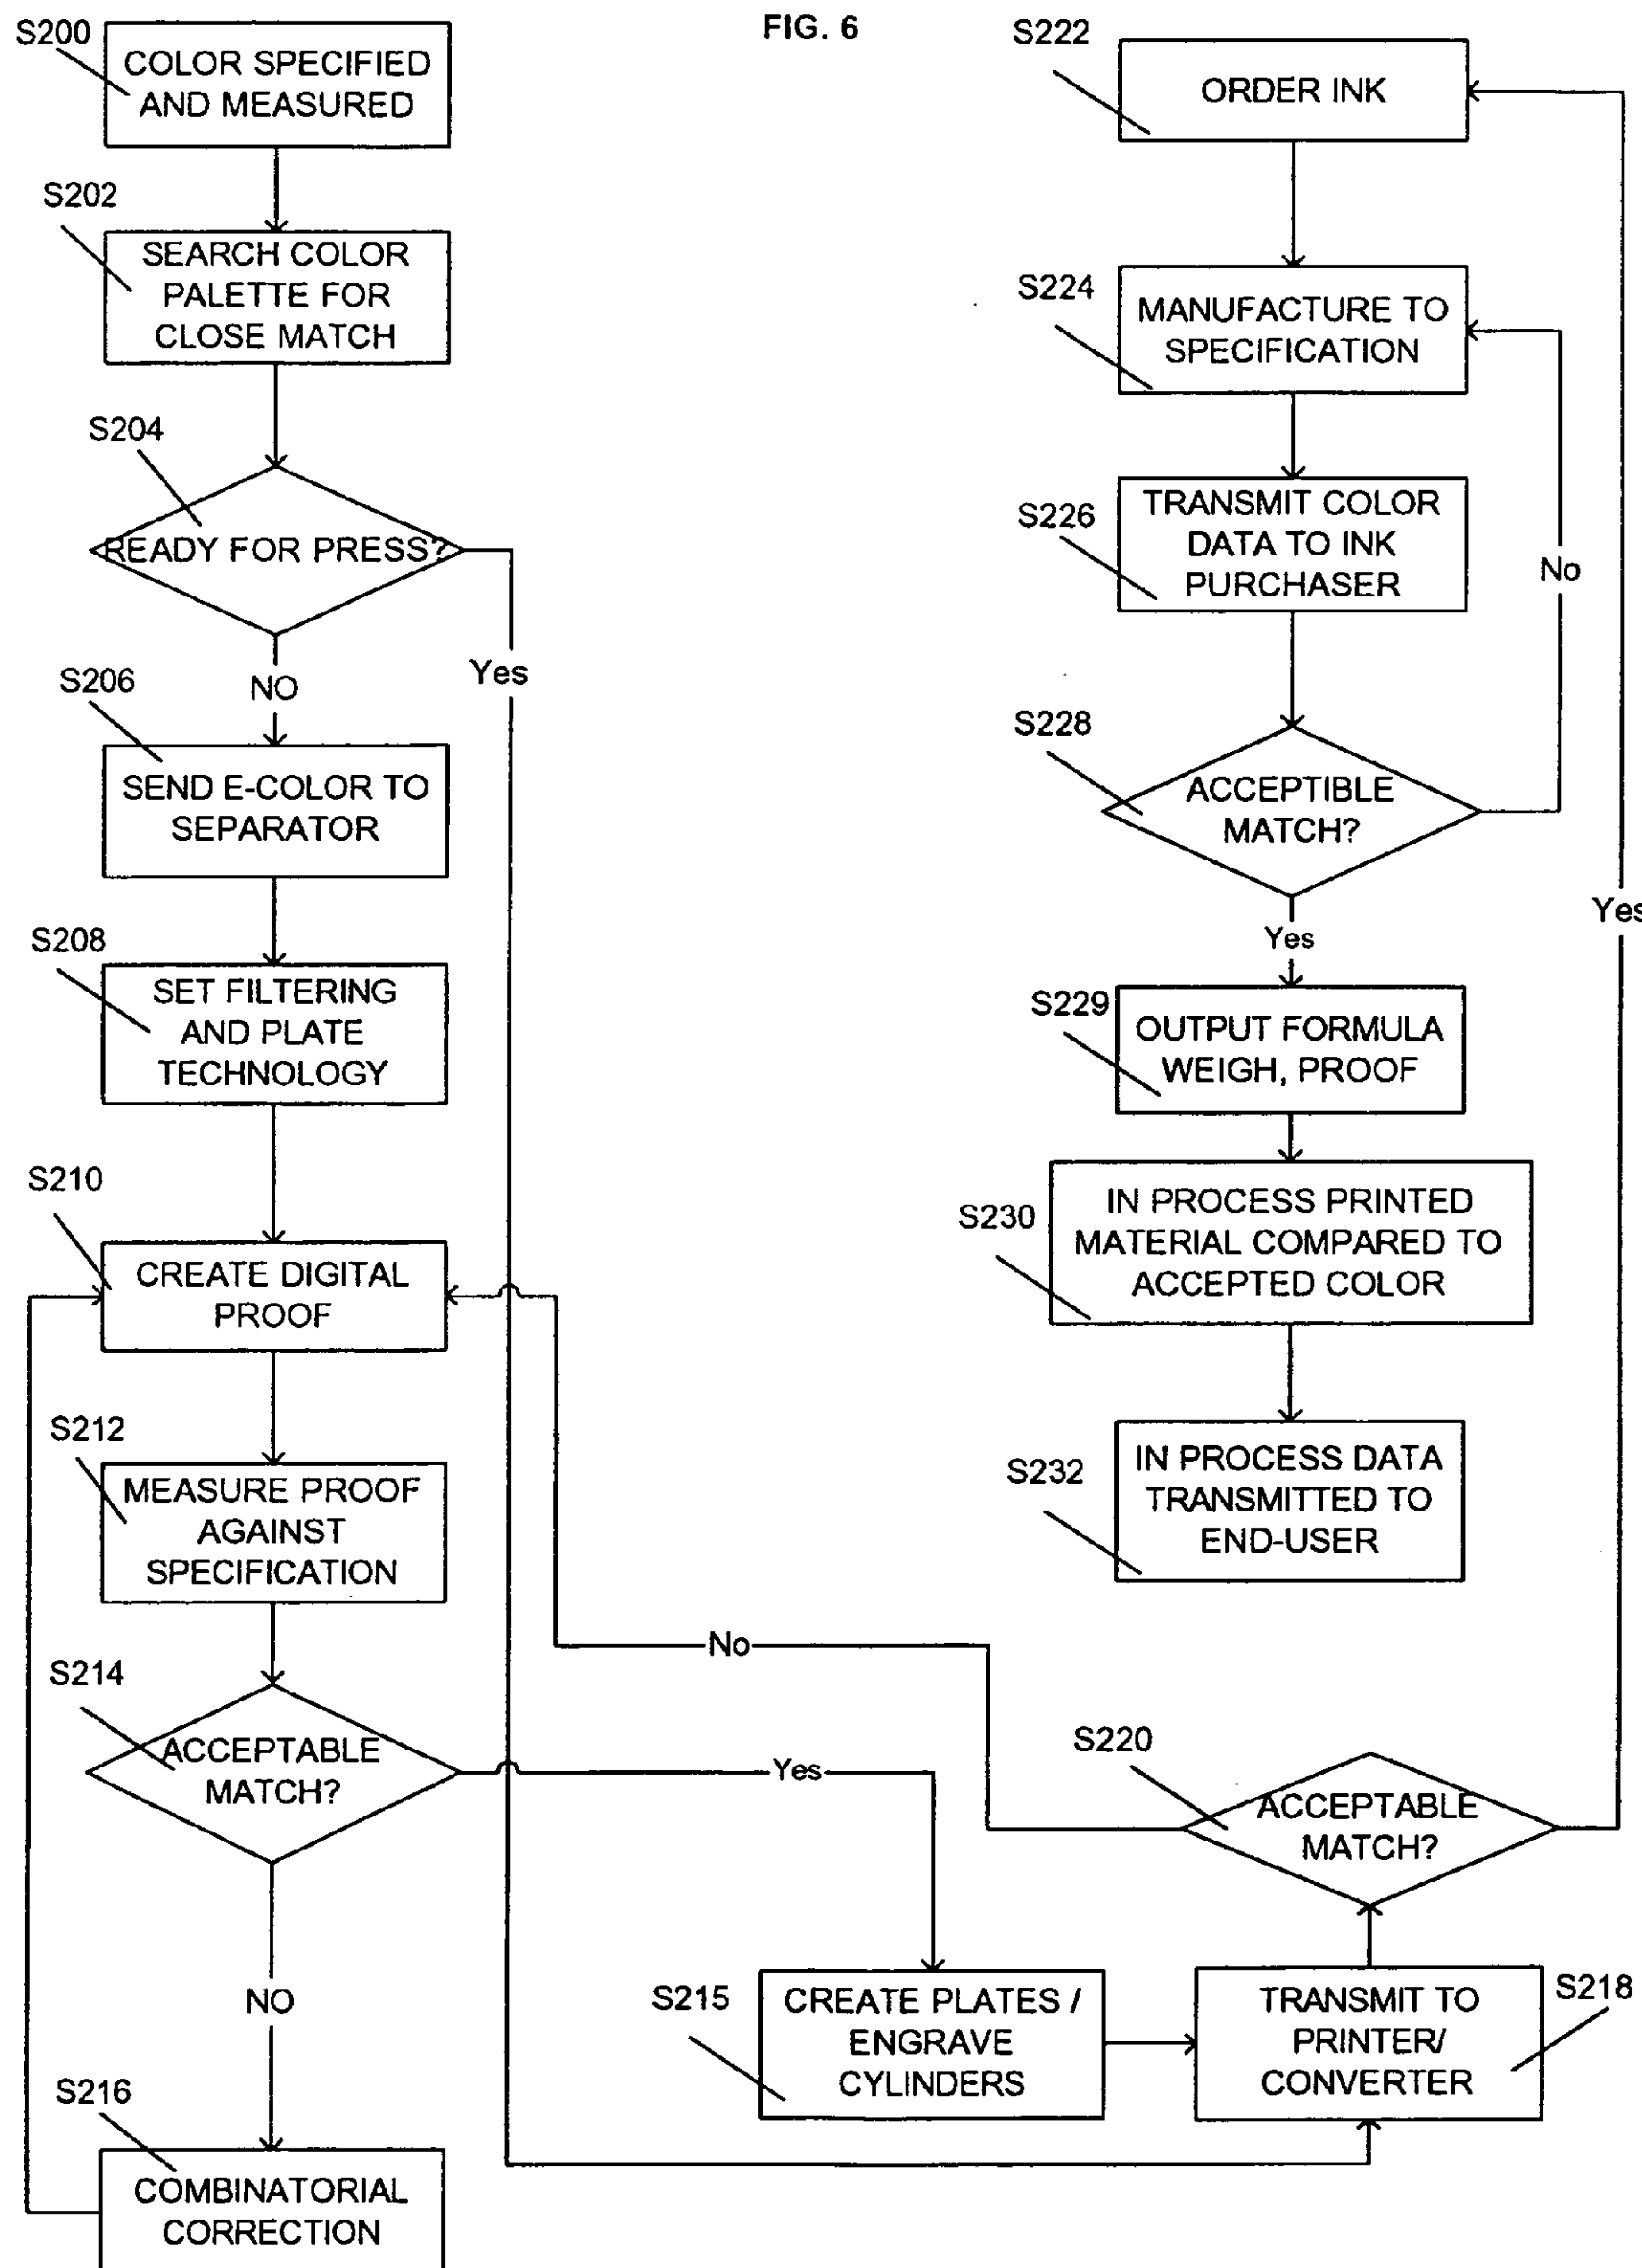 FIG. 6
S200
COLOR SPECIFIED
AND MEASURED
S202
SEARCH COLOR
PALETTE FOR
CLOSE MATCH
S204
READY FOR PRESS?
Yes
NO
S206
SEND E-COLOR TO
SEPARATOR
S208
SET FILTERING
AND PLATE
TECHNOLOGY
S210
CREATE DIGITAL
PROOF
S212
MEASURE PROOF
AGAINST
SPECIFICATION
S214
ACCEPTABLE
MATCH?
Yes
NO
S216
COMBINATORIAL
CORRECTION
S215
CREATE PLATES /
ENGRAVE
CYLINDERS
S218
TRANSMIT TO
PRINTER/
CONVERTER
S220
ACCEPTABLE
MATCH?
No
Yes
S222
ORDER INK
S224
MANUFACTURE TO
SPECIFICATION
S226
TRANSMIT COLOR
DATA TO INK
PURCHASER
No
S228
ACCEPTIBLE
MATCH?
Yes
S229
OUTPUT FORMULA
WEIGH, PROOF
S230
IN PROCESS PRINTED
MATERIAL COMPARED TO
ACCEPTED COLOR
S232
IN PROCESS DATA
TRANSMITTED TO
END-USER